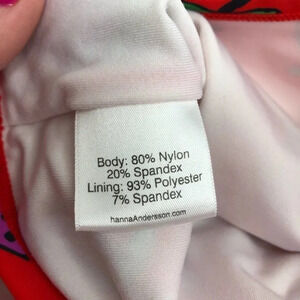 Body: 80% Nylon
20% Spandex
Lining: 93% Polyester
7% Spandex
hannaAndersson.com